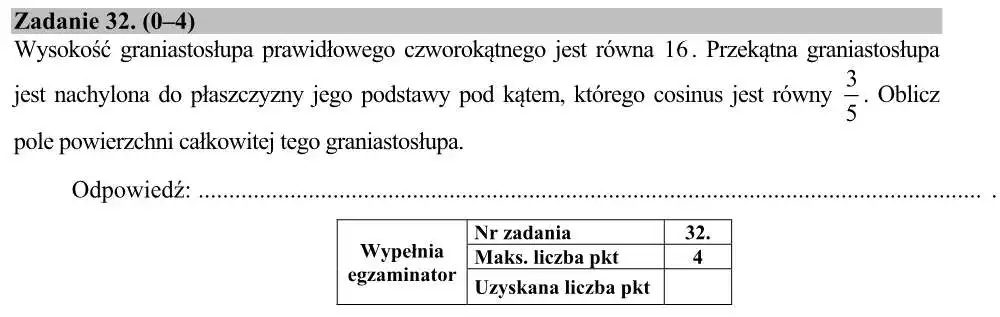 Zadanie 32. (0–4)
Wysokość graniastosłupa prawidłowego czworokątnego jest równa 16. Przekątna graniastosłupa
jest nachylona do płaszczyzny jego podstawy pod kątem, którego cosinus jest równy 3/5. Oblicz
pole powierzchni całkowitej tego graniastosłupa.
Odpowiedź: ................................................................................................................................ .
Wypełnia egzaminator
Nr zadania 32.
Maks. liczba pkt 4
Uzyskana liczba pkt